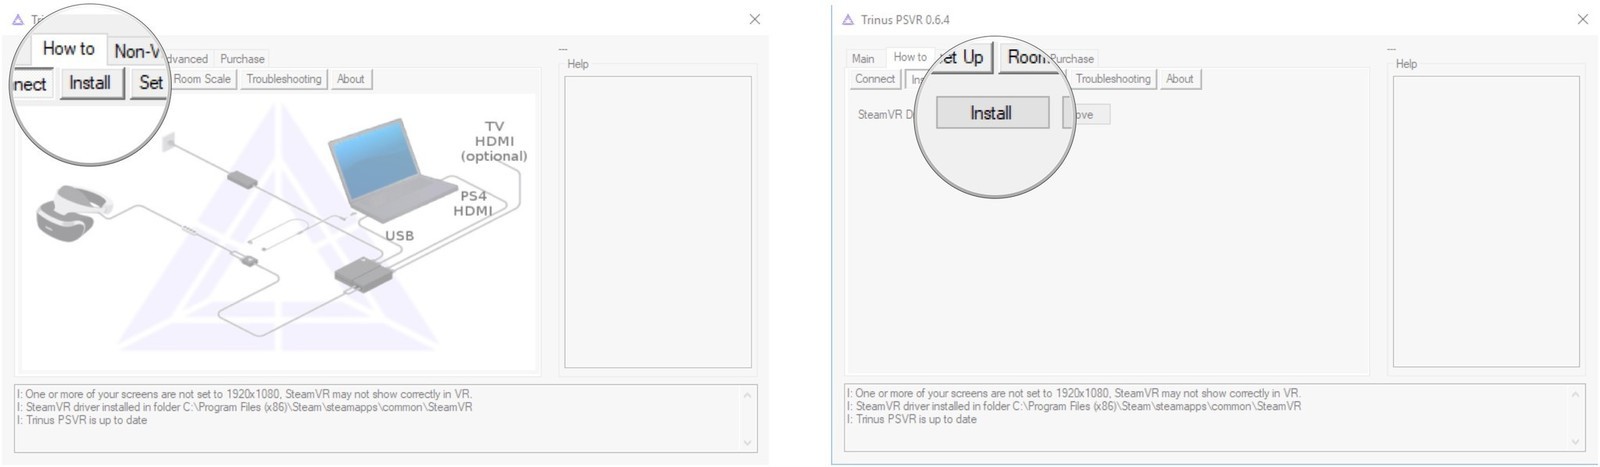 Tri
How to Non-V dvanced Purchase
nnect Install Set Room Scale Troubleshooting About
---
Help
TV
HDMI
(optional)
PS4
HDMI
USB
I: One or more of your screens are not set to 1920x1080, SteamVR may not show correctly in VR.
I: SteamVR driver installed in folder C:\Program Files (x86)\Steam\steamapps\common\SteamVR
I: Trinus PSVR is up to date
Trinus PSVR 0.6.4
Main How to Purchase
Connect Ins et Up Room Troubleshooting About
SteamVR D Install ove
---
Help
I: One or more of your screens are not set to 1920x1080, SteamVR may not show correctly in VR.
I: SteamVR driver installed in folder C:\Program Files (x86)\Steam\steamapps\common\SteamVR
I: Trinus PSVR is up to date